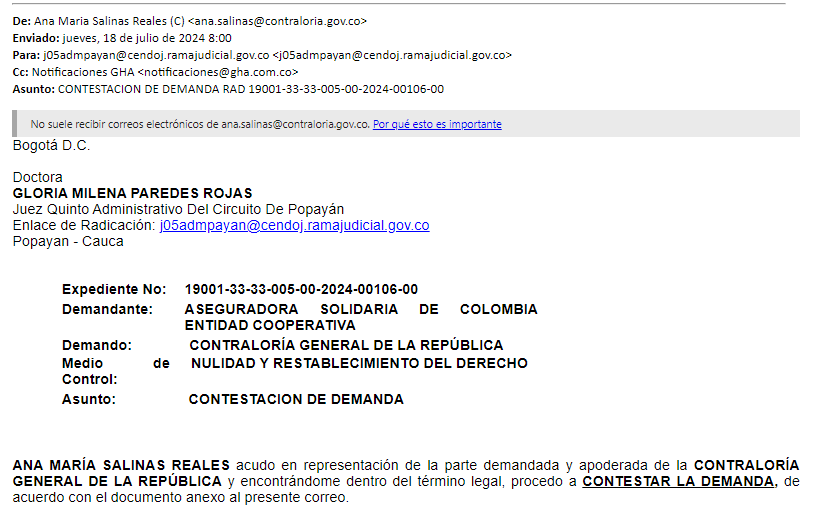 De: Ana Maria Salinas Reales (C) <ana.salinas@contraloria.gov.co>
Enviado: jueves, 18 de julio de 2024 8:00
Para: j05admpayan@cendoj.ramajudicial.gov.co <j05admpayan@cendoj.ramajudicial.gov.co>
Cc: Notificaciones GHA <notificaciones@gha.com.co>
Asunto: CONTESTACION DE DEMANDA RAD 19001-33-33-005-00-2024-00106-00
No suele recibir correos electrónicos de ana.salinas@contraloria.gov.co. Por qué esto es importante
Bogotá D.C.
Doctora
GLORIA MILENA PAREDES ROJAS
Juez Quinto Administrativo Del Circuito De Popayán
Enlace de Radicación: j05admpayan@cendoj.ramajudicial.gov.co
Popayan - Cauca
Expediente No: 19001-33-33-005-00-2024-00106-00
Demandante: ASEGURADORA SOLIDARIA DE COLOMBIA
ENTIDAD COOPERATIVA
Demando: CONTRALORÍA GENERAL DE LA REPÚBLICA
Medio de NULIDAD Y RESTABLECIMIENTO DEL DERECHO
Control:
Asunto: CONTESTACION DE DEMANDA
ANA MARÍA SALINAS REALES acudo en representación de la parte demandada y apoderada de la CONTRALORÍA
GENERAL DE LA REPÚBLICA y encontrándome dentro del término legal, procedo a CONTESTAR LA DEMANDA, de
acuerdo con el documento anexo al presente correo.